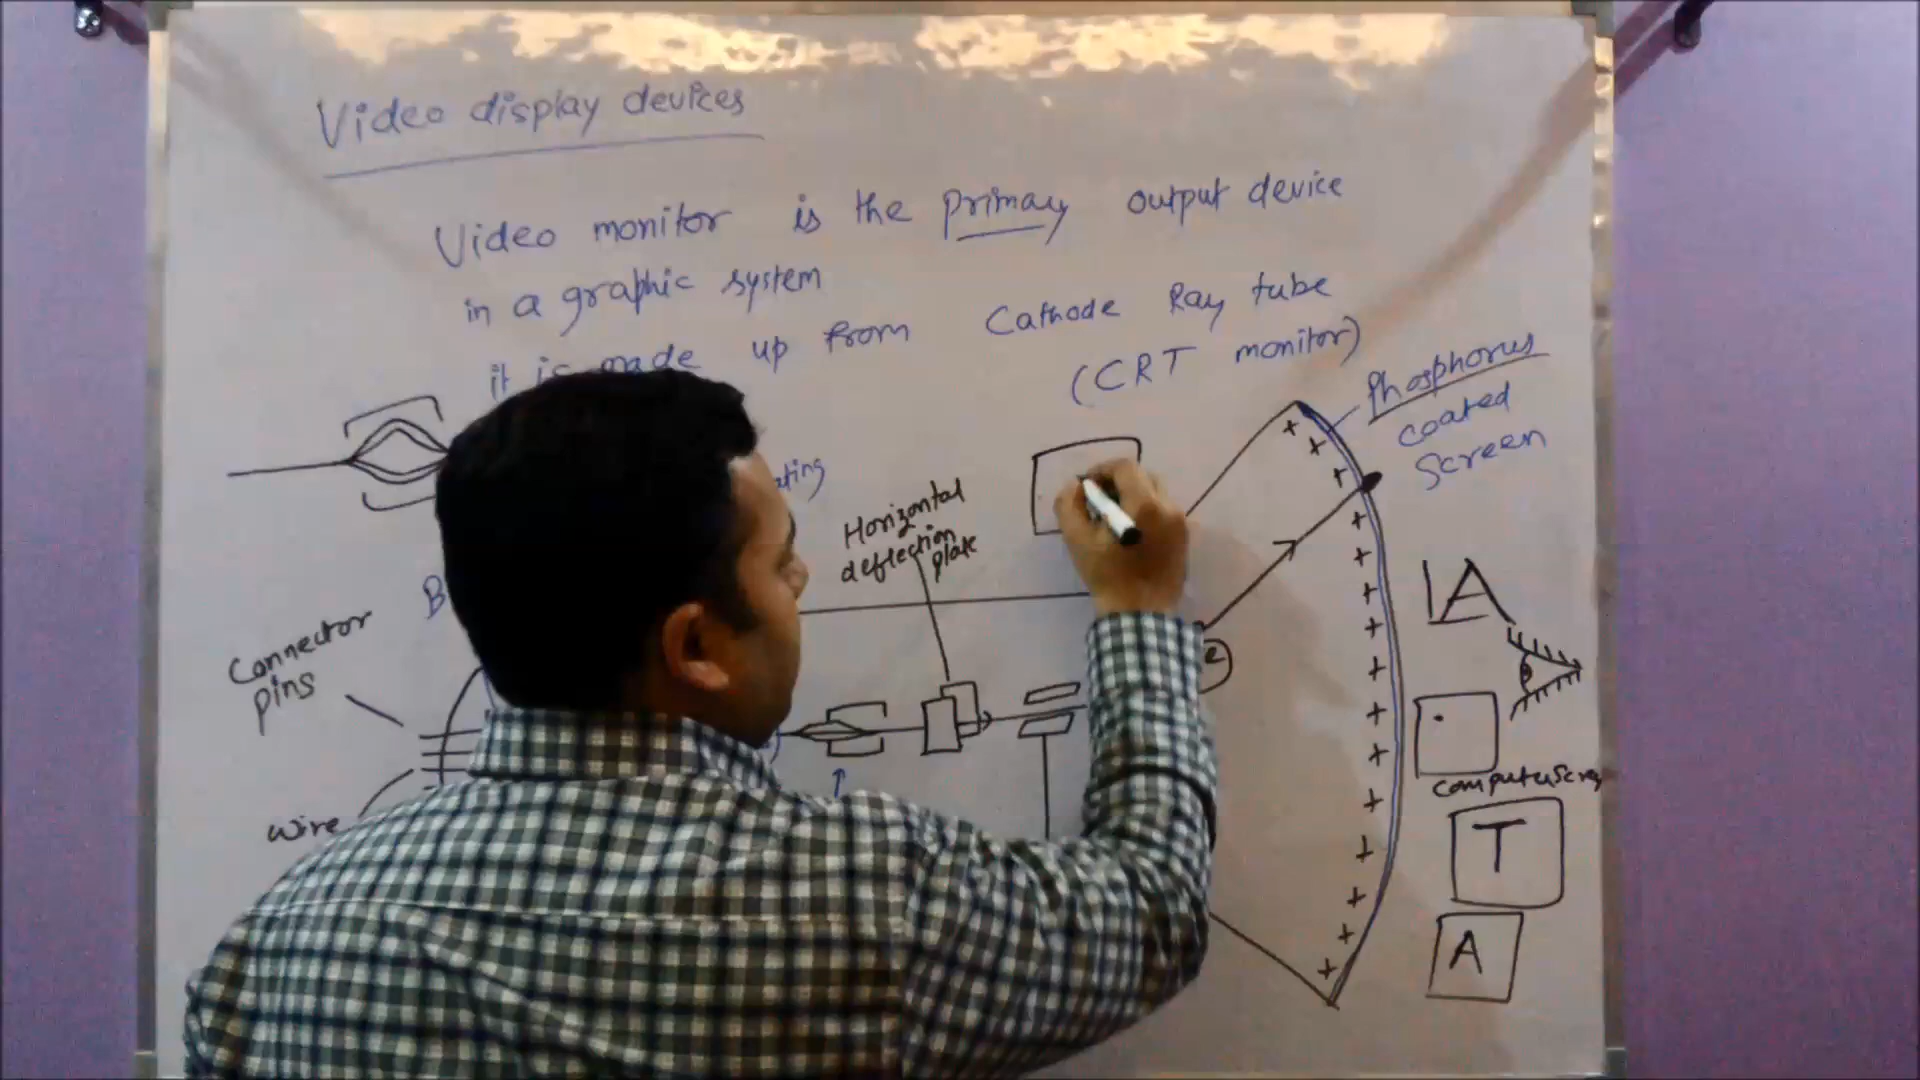 Video display devices
Video monitor is the primary output device
in a graphic system
it is made up from Cathode Ray tube
(CRT monitor)
Phosphorus
coated
screen
Horizontal
deflection
plate
Connector
pins
wire
e
IA
computer
T
A
+ + + + + + + + + + + + + + + +